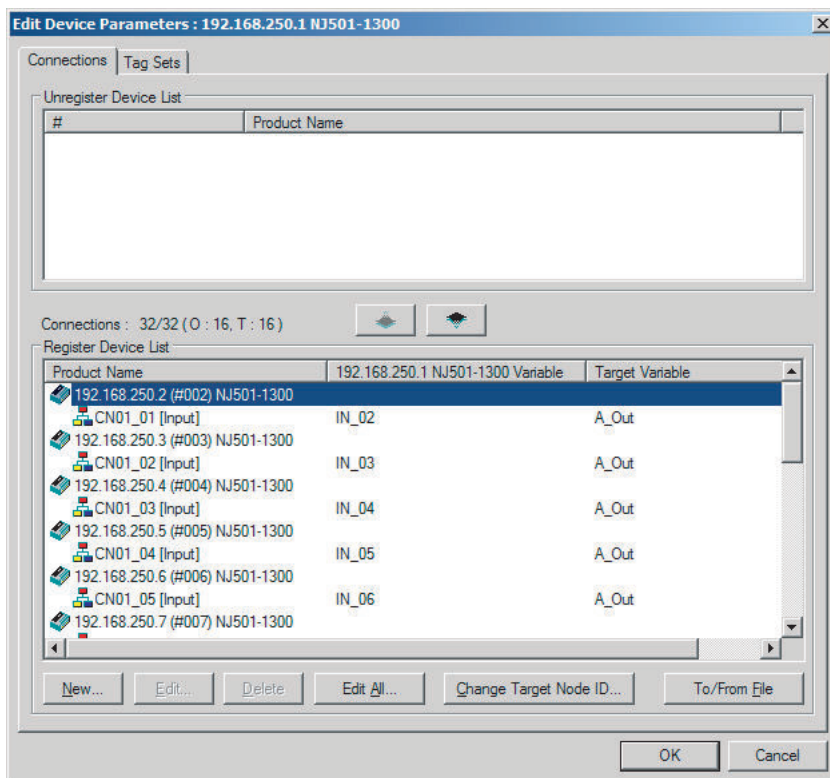 Edit Device Parameters : 192.168.250.1 NJ501-1300
Connections Tag Sets
Unregister Device List
# Product Name
Connections : 32/32 ( O : 16, T : 16 )
Register Device List
Product Name 192.168.250.1 NJ501-1300 Variable Target Variable
192.168.250.2 (#002) NJ501-1300
CN01_01 [Input] IN_02 A_Out
192.168.250.3 (#003) NJ501-1300
CN01_02 [Input] IN_03 A_Out
192.168.250.4 (#004) NJ501-1300
CN01_03 [Input] IN_04 A_Out
192.168.250.5 (#005) NJ501-1300
CN01_04 [Input] IN_05 A_Out
192.168.250.6 (#006) NJ501-1300
CN01_05 [Input] IN_06 A_Out
192.168.250.7 (#007) NJ501-1300
New... Edit... Delete Edit All... Change Target Node ID... To/From File
OK Cancel